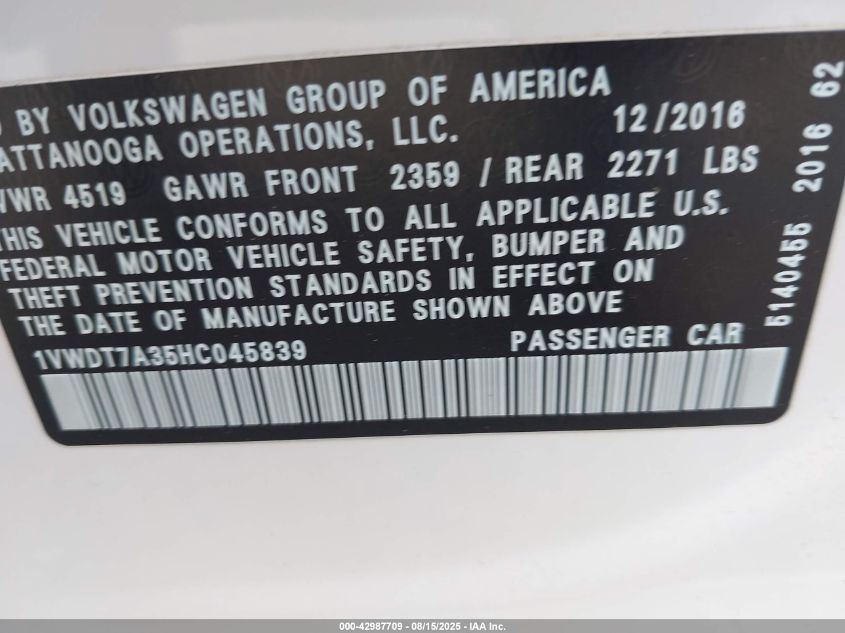 BY VOLKSWAGEN GROUP OF AMERICA
ATTANOOGA OPERATIONS, LLC. 12/2016
VWR 4519 GAWR FRONT 2359 / REAR 2271 LBS
THIS VEHICLE CONFORMS TO ALL APPLICABLE U.S.
FEDERAL MOTOR VEHICLE SAFETY, BUMPER AND
THEFT PREVENTION STANDARDS IN EFFECT ON
THE DATE OF MANUFACTURE SHOWN ABOVE
1VWDT7A35HC045839 PASSENGER CAR
5140455 2016 62
000-42987709 - 08/15/2025 - IAA Inc.